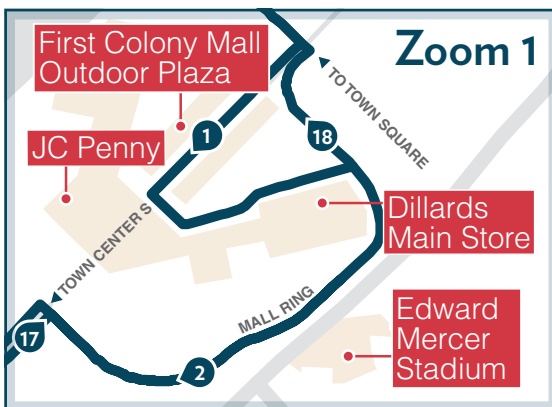 Zoom 1
First Colony Mall
Outdoor Plaza
JC Penny
1
18
TO TOWN SQUARE
TOWN CENTER S
Dillards
Main Store
MALL RING
17
2
Edward
Mercer
Stadium